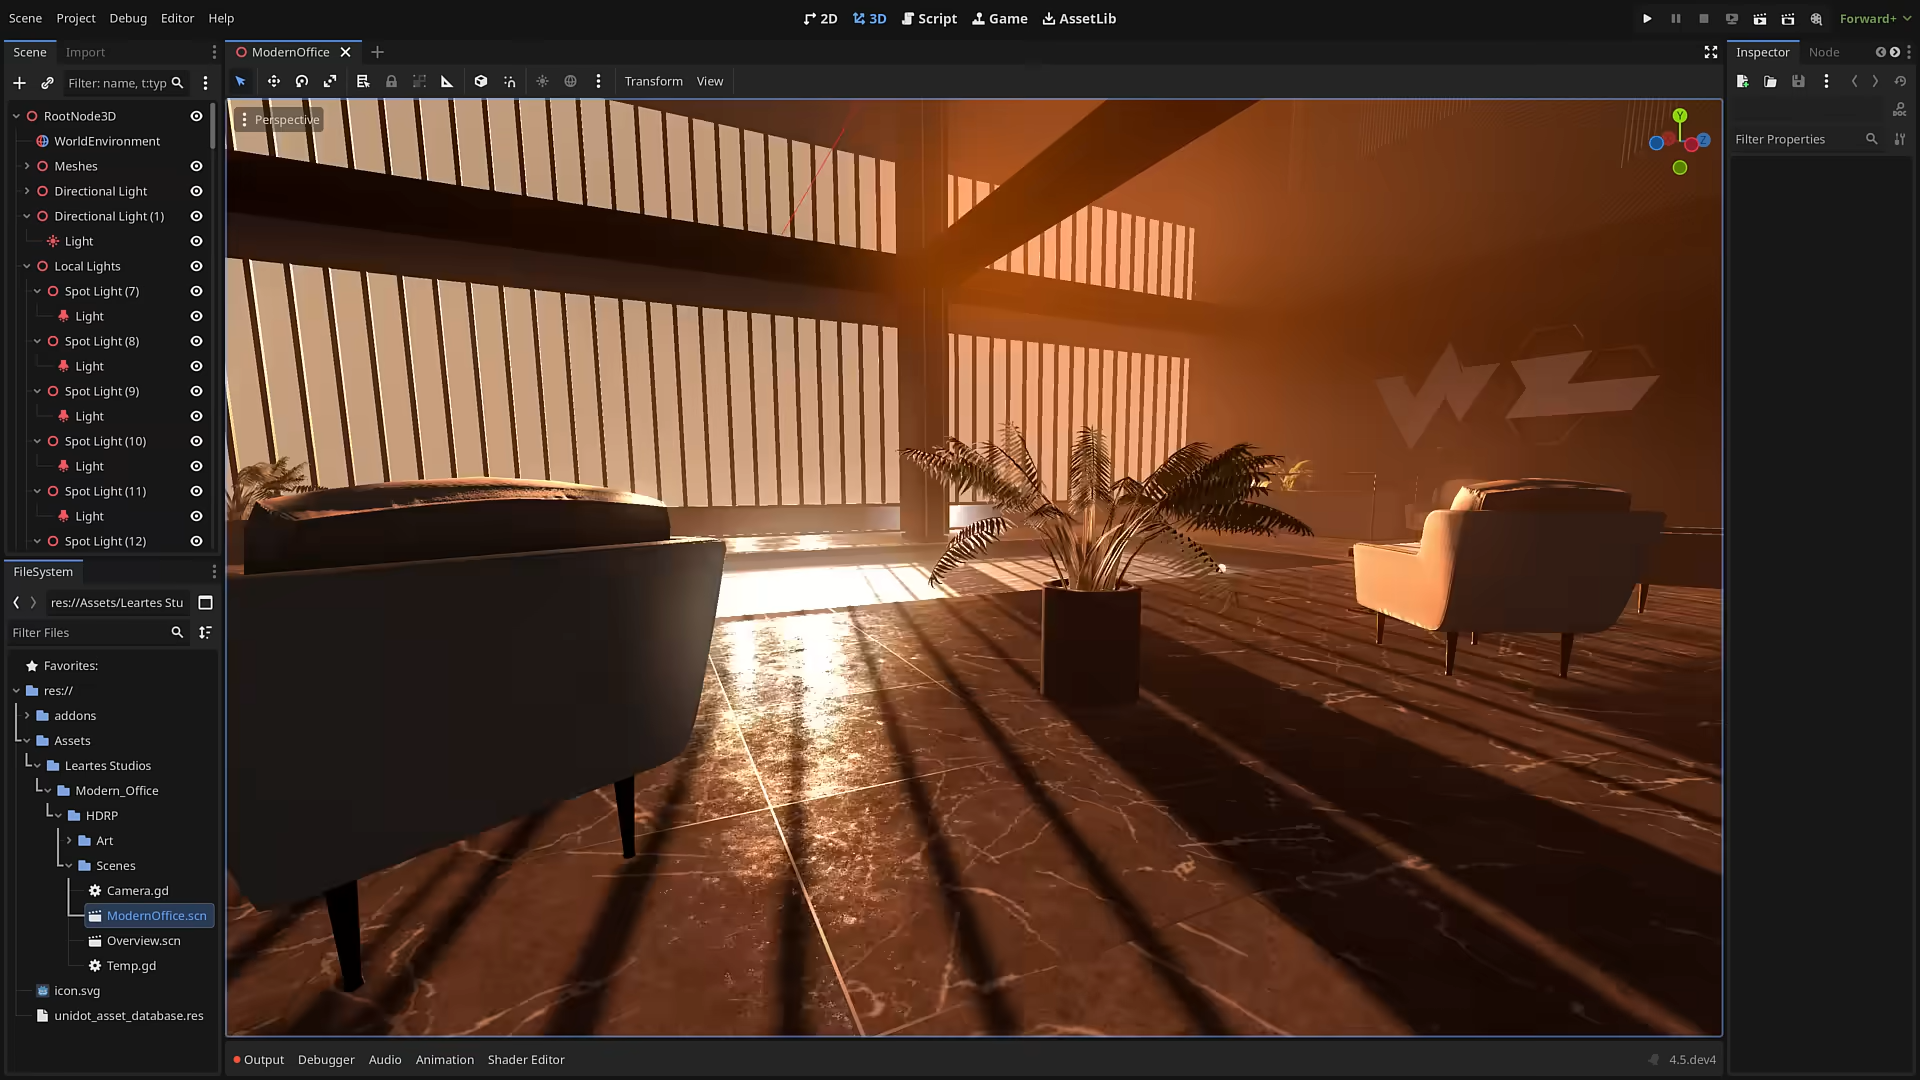 Scene Project Debug Editor Help
2D 3D Script Game AssetLib
Forward+
Scene Import
ModernOffice
Inspector Node
Filter: name, t:typ
Transform View
Perspective
Y
Z
Filter Properties
RootNode3D
WorldEnvironment
Meshes
Directional Light
Directional Light (1)
Light
Local Lights
Spot Light (7)
Light
Spot Light (8)
Light
Spot Light (9)
Light
Spot Light (10)
Light
Spot Light (11)
Light
Spot Light (12)
FileSystem
res://Assets/Leartes Stu
Filter Files
Favorites:
res://
addons
Assets
Leartes Studios
Modern_Office
HDRP
Art
Scenes
Camera.gd
ModernOffice.scn
Overview.scn
Temp.gd
icon.svg
unidot_asset_database.res
Output Debugger Audio Animation Shader Editor
4.5.dev4